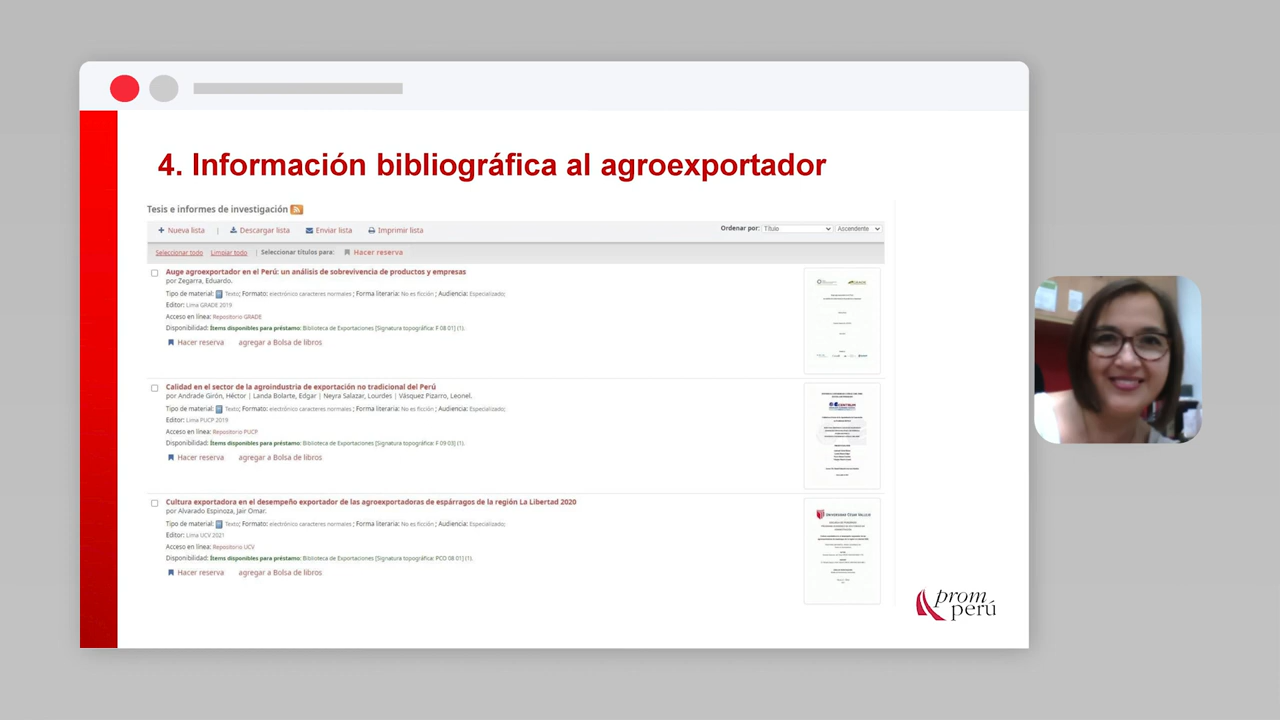 4. Información bibliográfica al agroexportador
Tesis e informes de investigación
Nueva lista | Descargar lista Enviar lista Imprimir lista Ordenar por: Título Ascendente
Seleccionar todo Limpiar todo | Seleccionar títulos para: Hacer reserva
Auge agroexportador en el Perú: un análisis de sobrevivencia de productos y empresas
por Zegarra, Eduardo.
Tipo de material: Texto; Formato: electrónico caracteres normales ; Forma literaria: No es ficción ; Audiencia: Especializado;
Editor: Lima GRADE 2019
Acceso en línea: Repositorio GRADE
Disponibilidad: Ítems disponibles para préstamo: Biblioteca de Exportaciones [Signatura topográfica: F 08 01] (1).
Hacer reserva agregar a Bolsa de libros
Calidad en el sector de la agroindustria de exportación no tradicional del Perú
por Andrade Girón, Héctor | Landa Bolarte, Edgar | Neyra Salazar, Lourdes | Vásquez Pizarro, Leonel.
Tipo de material: Texto; Formato: electrónico caracteres normales ; Forma literaria: No es ficción ; Audiencia: Especializado;
Editor: Lima PUCP 2019
Acceso en línea: Repositorio PUCP
Disponibilidad: Ítems disponibles para préstamo: Biblioteca de Exportaciones [Signatura topográfica: F 09 03] (1).
Hacer reserva agregar a Bolsa de libros
Cultura exportadora en el desempeño exportador de las agroexportadoras de espárragos de la región La Libertad 2020
por Alvarado Espinoza, Jair Omar.
Tipo de material: Texto; Formato: electrónico caracteres normales ; Forma literaria: No es ficción ; Audiencia: Especializado;
Editor: Lima UCV 2021
Acceso en línea: Repositorio UCV
Disponibilidad: Ítems disponibles para préstamo: Biblioteca de Exportaciones [Signatura topográfica: PCO 08 01] (1).
Hacer reserva agregar a Bolsa de libros
CENTRUM
UNIVERSIDAD CÉSAR VALLEJO
prom
perú